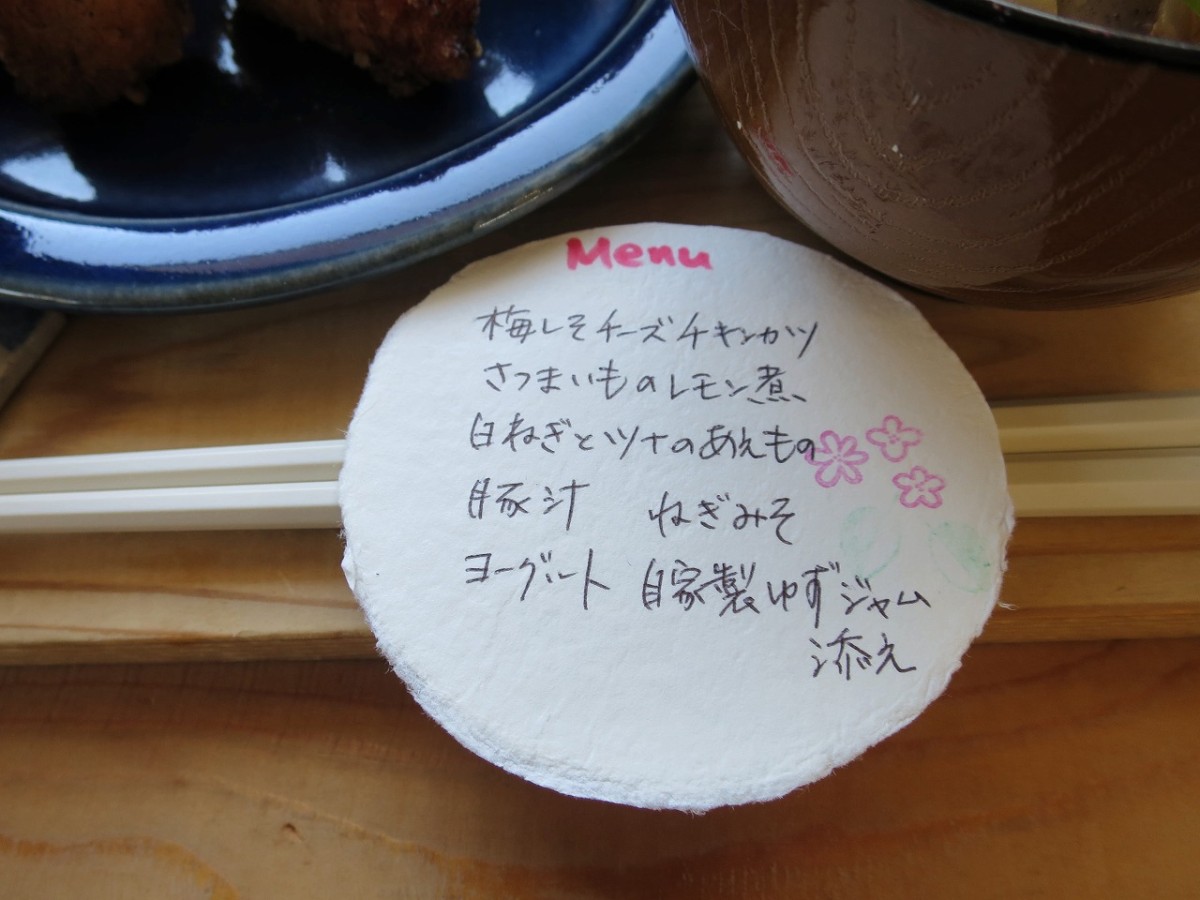 Menu
梅しそチーズチキンカツ
さつまいものレモン煮
白ねぎとツナのあえもの
豚汁 ねぎみそ
ヨーグルト 自家製ゆずジャム
添え